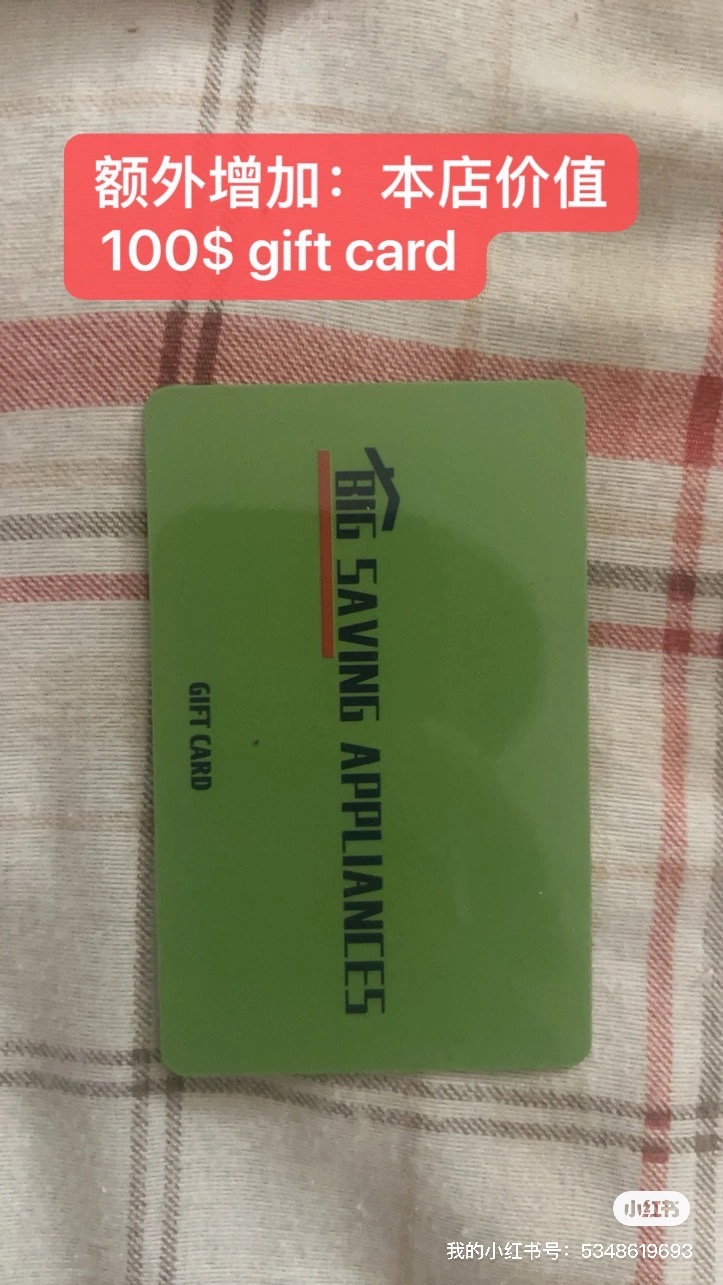 额外增加：本店价值
100$ gift card
BIG SAVING APPLIANCES
GIFT CARD
小红书
我的小红书号：5348619693